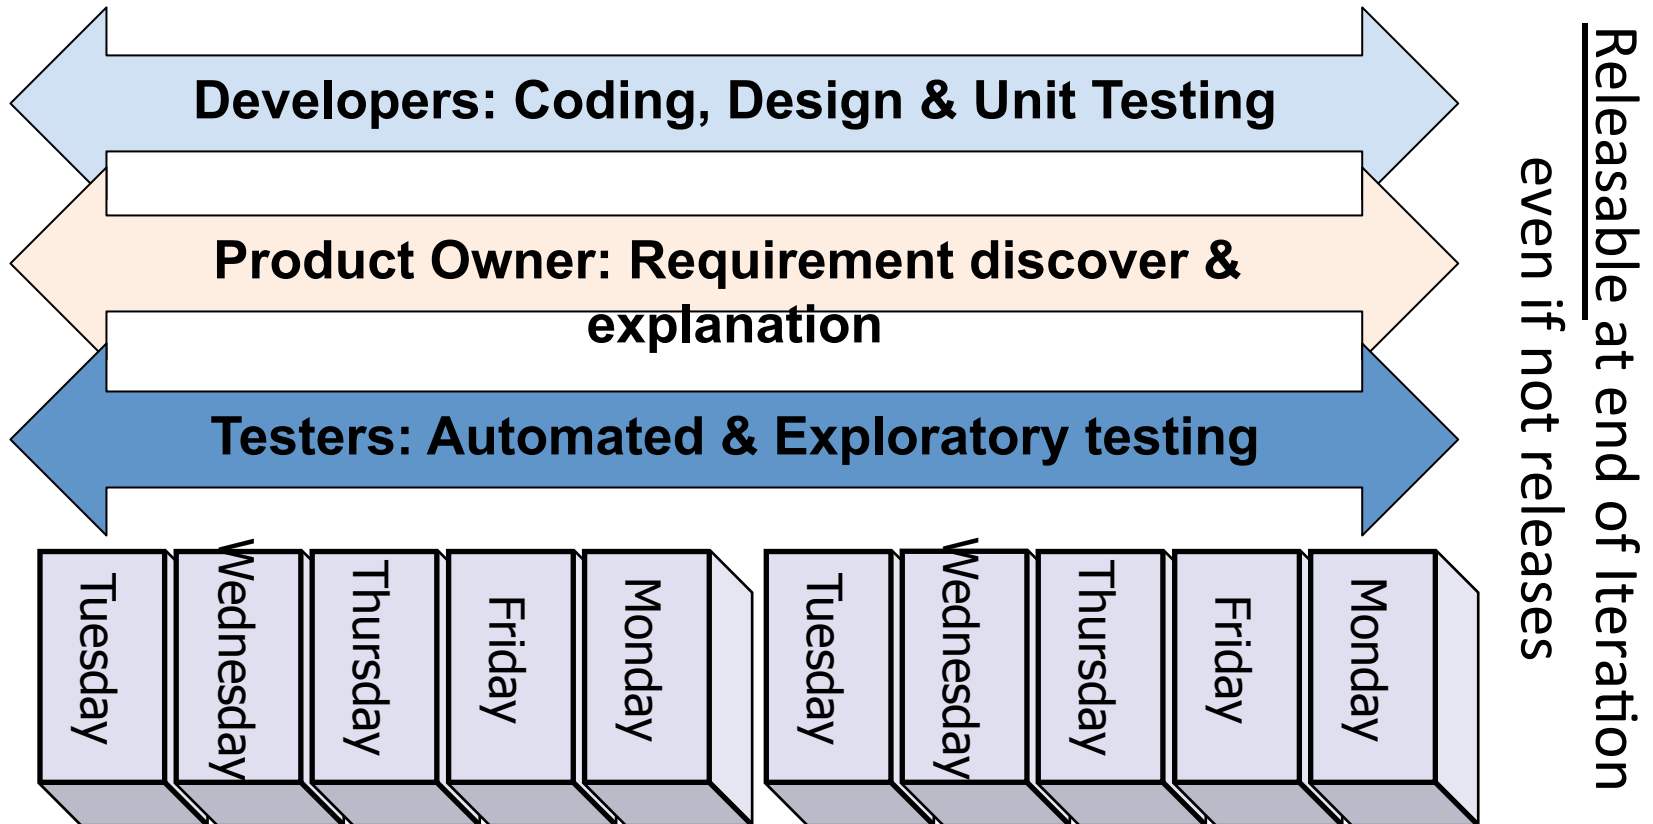 Developers: Coding, Design & Unit Testing
Product Owner: Requirement discover &
explanation
Testers: Automated & Exploratory testing
Tuesday
Wednesday
Thursday
Friday
Monday
Tuesday
Wednesday
Thursday
Friday
Monday
Releasable at end of Iteration
even if not releases